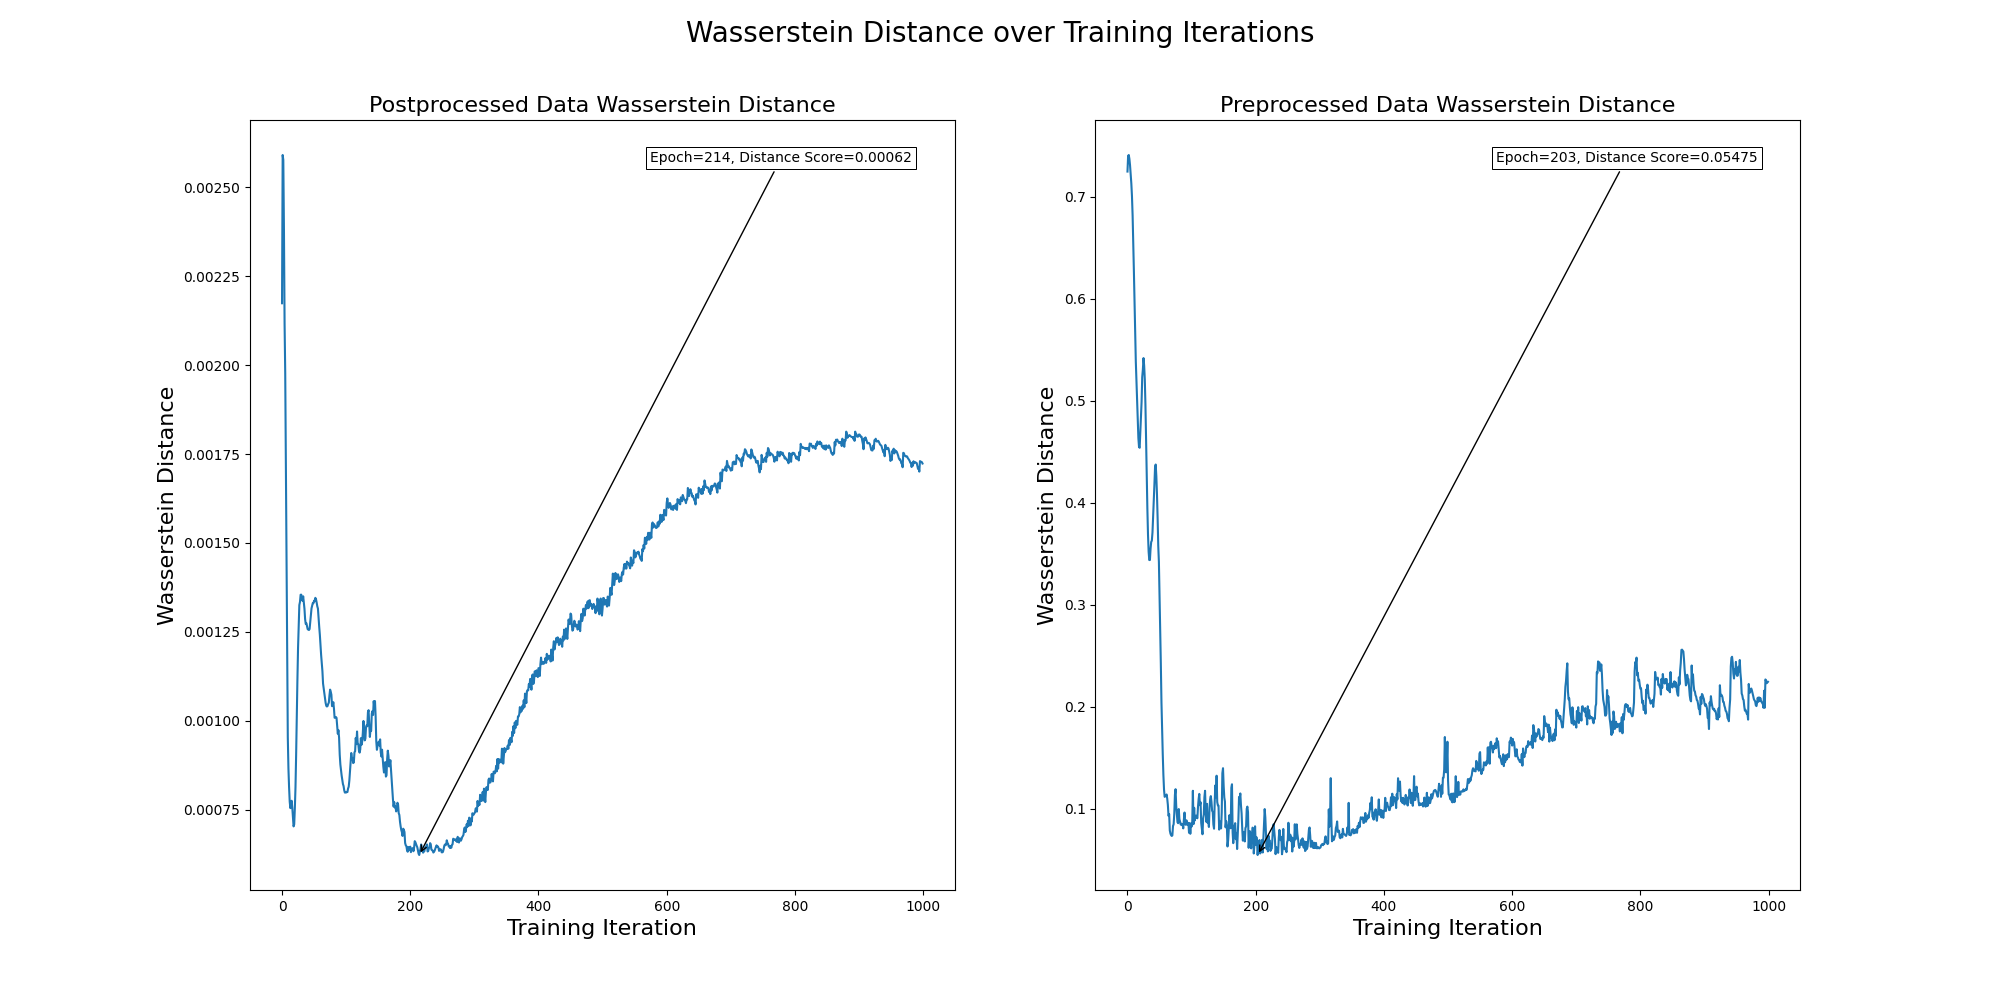 Wasserstein Distance over Training Iterations
Postprocessed Data Wasserstein Distance
Epoch=214, Distance Score=0.00062
0.00250
0.00225
0.00200
0.00175
0.00150
0.00125
0.00100
0.00075
Wasserstein Distance
0 200 400 600 800 1000
Training Iteration
Preprocessed Data Wasserstein Distance
Epoch=203, Distance Score=0.05475
0.7
0.6
0.5
0.4
0.3
0.2
0.1
Wasserstein Distance
0 200 400 600 800 1000
Training Iteration